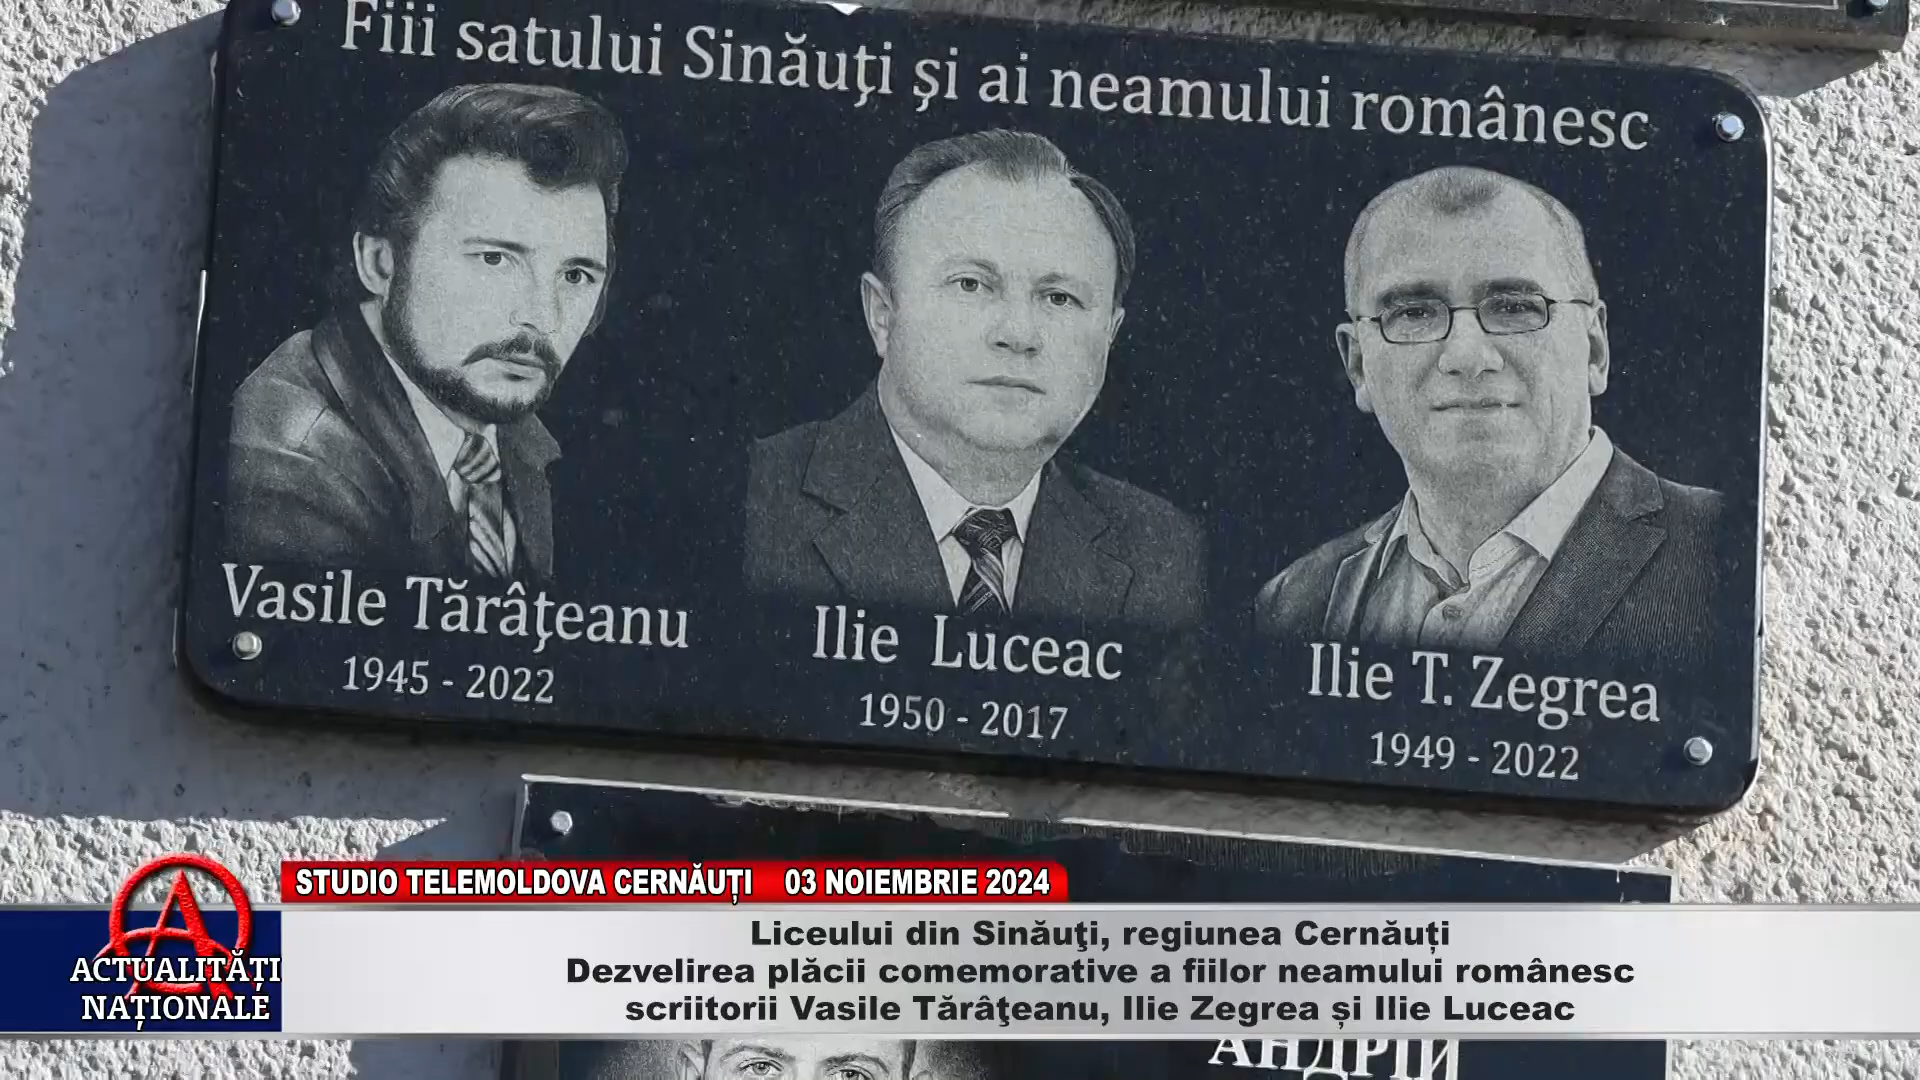 Fiii satului Sinăuţi şi ai neamului românesc
Vasile Tărâţeanu
1945 - 2022
Ilie Luceac
1950 - 2017
Ilie T. Zegrea
1949 - 2022
STUDIO TELEMOLDOVA CERNĂUȚI 03 NOIEMBRIE 2024
ACTUALITĂȚI
NAȚIONALE
Liceului din Sinăuţi, regiunea Cernăuți
Dezvelirea plăcii comemorative a fiilor neamului românesc
scriitorii Vasile Tărâţeanu, Ilie Zegrea și Ilie Luceac
АНДРІЙ